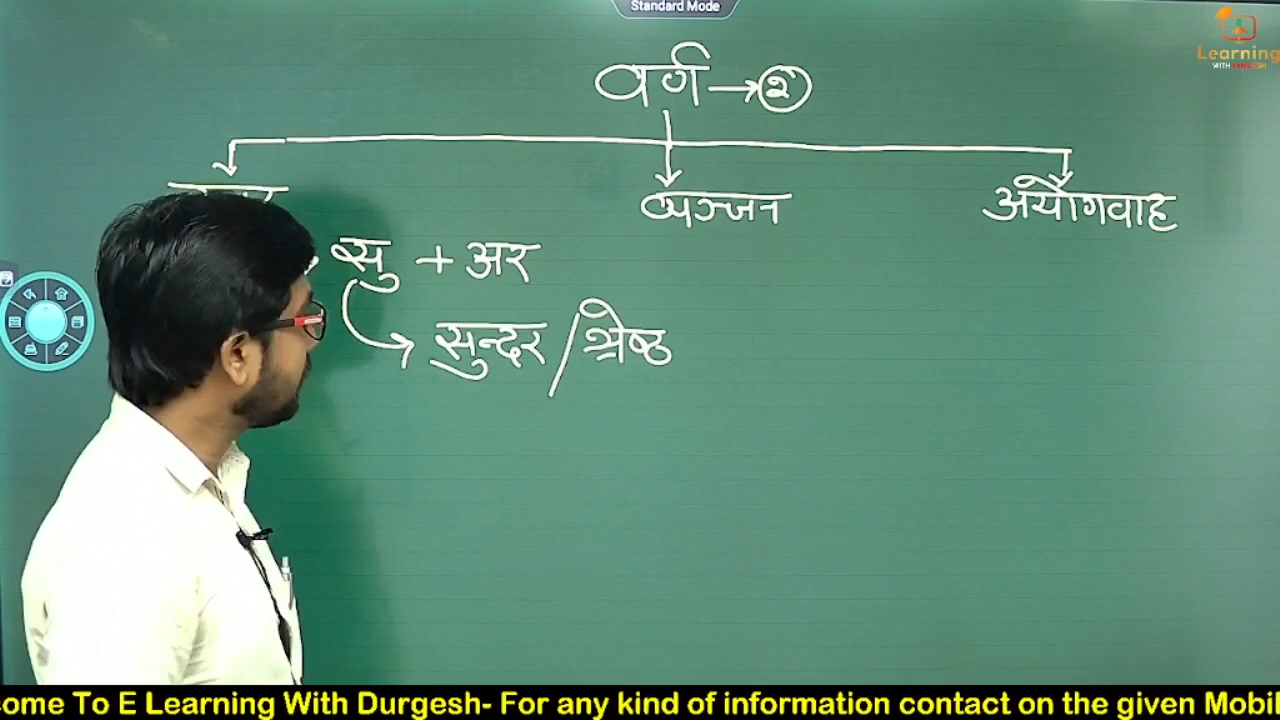 Standard Mode
Learning
वर्ग → २
व्यञ्जन
अयोगवाह
सु + अर
सुन्दर / श्रेष्ठ
ome To E Learning With Durgesh- For any kind of information contact on the given Mobil